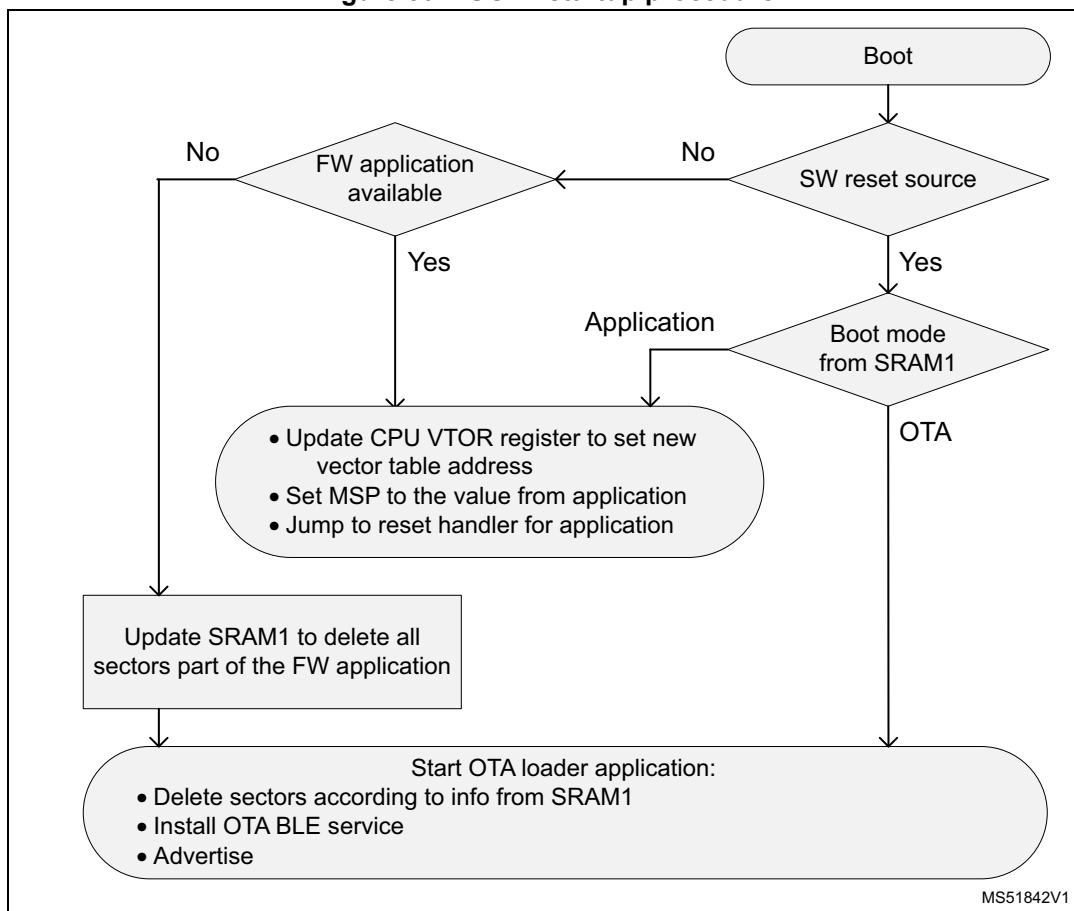 Boot
No
No
FW application
available
SW reset source
Yes
Yes
Application
Boot mode
from SRAM1
• Update CPU VTOR register to set new
vector table address
• Set MSP to the value from application
• Jump to reset handler for application
OTA
Update SRAM1 to delete all
sectors part of the FW application
Start OTA loader application:
• Delete sectors according to info from SRAM1
• Install OTA BLE service
• Advertise
MS51842V1